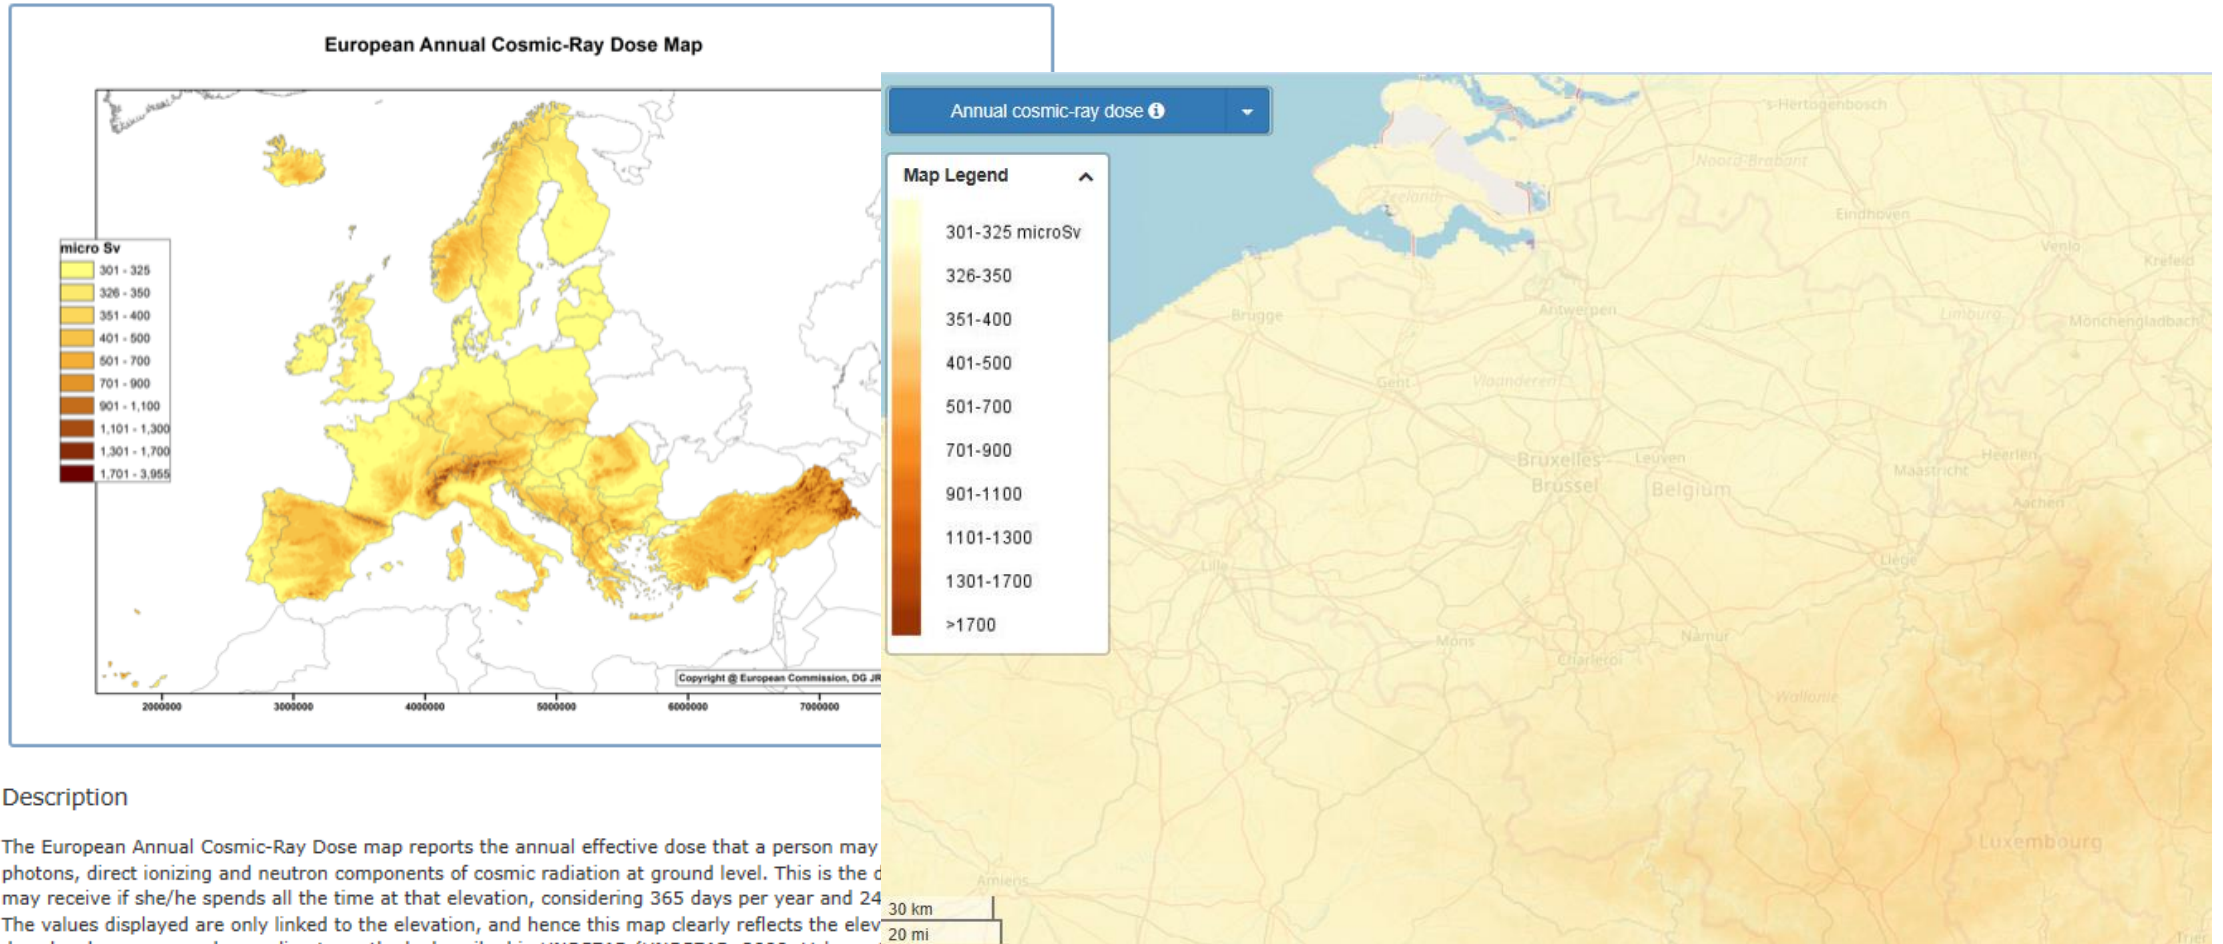 European Annual Cosmic-Ray Dose Map
micro Sv
301 - 325
326 - 350
351 - 400
401 - 500
501 - 700
701 - 900
901 - 1,100
1,101 - 1,300
1,301 - 1,700
1,701 - 3,955
Copyright @ European Commission, DG JR
2000000 3000000 4000000 5000000 6000000 7000000
Description
The European Annual Cosmic-Ray Dose map reports the annual effective dose that a person may
photons, direct ionizing and neutron components of cosmic radiation at ground level. This is the
may receive if she/he spends all the time at that elevation, considering 365 days per year and 24
The values displayed are only linked to the elevation, and hence this map clearly reflects the elev
Annual cosmic-ray dose
Map Legend
301-325 microSv
326-350
351-400
401-500
501-700
701-900
901-1100
1101-1300
1301-1700
>1700
's-Hertogenbosch
Noord-Brabant
Zeeland
Eindhoven
Venlo
Krefeld
Brugge
Antwerpen
Limburg
Mönchengladbach
Gent
Vlaanderen
Bruxelles -
Brussel
Leuven
Belgium
Maastricht
Heerlen
Aachen
Lille
Liège
Mons
Namur
Charleroi
Wallonie
Luxembourg
Amiens
Trier
30 km
20 mi